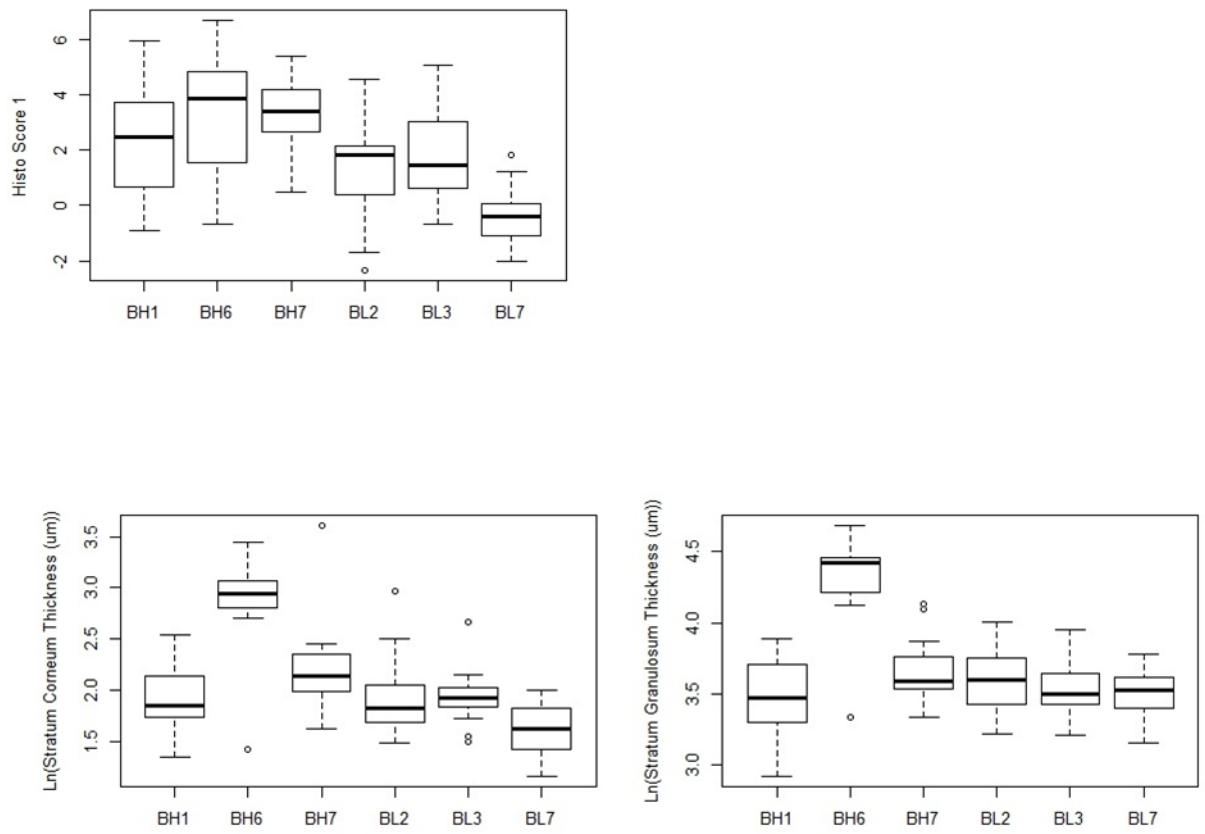 Histo Score 1
6
4
2
0
-2
BH1 BH6 BH7 BL2 BL3 BL7
Ln(Stratum Corneum Thickness (um))
3.5
3.0
2.5
2.0
1.5
BH1 BH6 BH7 BL2 BL3 BL7
Ln(Stratum Granulosum Thickness (um))
4.5
4.0
3.5
3.0
BH1 BH6 BH7 BL2 BL3 BL7